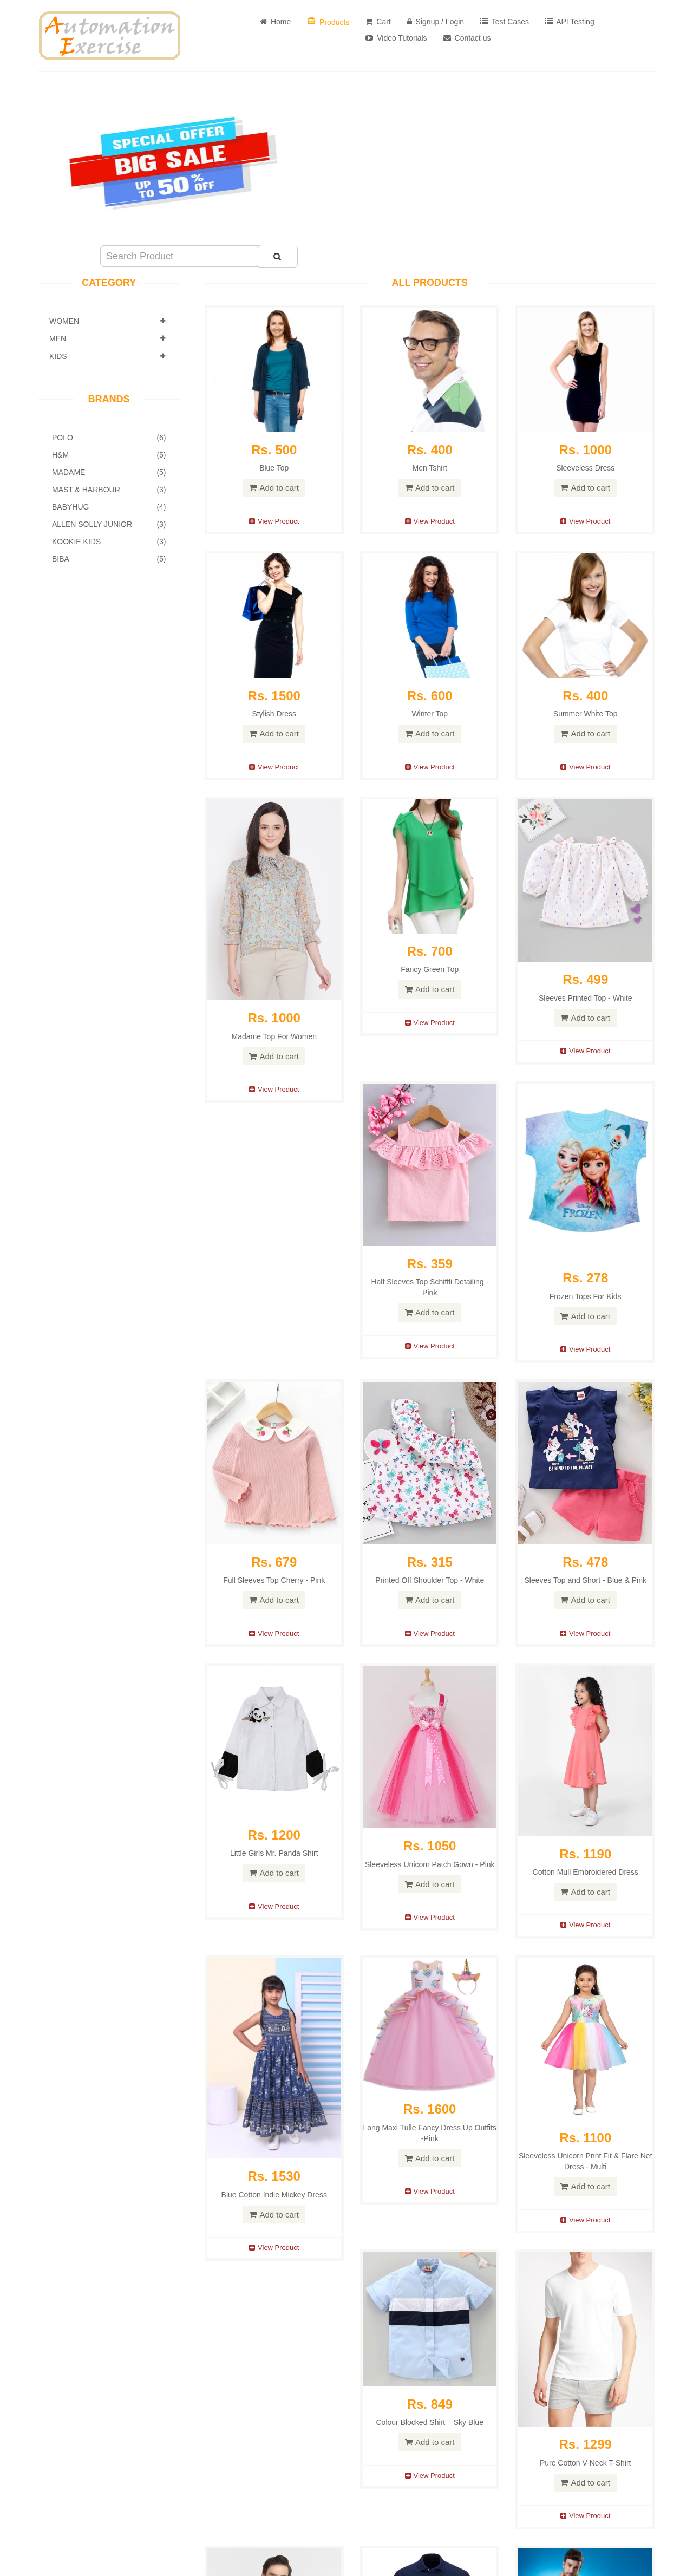 Automation
Exercise
Home
Products
Cart
Signup / Login
Test Cases
API Testing
Video Tutorials
Contact us
SPECIAL OFFER
BIG SALE
UP TO 50% OFF
Search Product
CATEGORY
WOMEN
MEN
KIDS
BRANDS
POLO (6)
H&M (5)
MADAME (5)
MAST & HARBOUR (3)
BABYHUG (4)
ALLEN SOLLY JUNIOR (3)
KOOKIE KIDS (3)
BIBA (5)
ALL PRODUCTS
Rs. 500
Blue Top
Add to cart
View Product
Rs. 400
Men Tshirt
Add to cart
View Product
Rs. 1000
Sleeveless Dress
Add to cart
View Product
Rs. 1500
Stylish Dress
Add to cart
View Product
Rs. 600
Winter Top
Add to cart
View Product
Rs. 400
Summer White Top
Add to cart
View Product
Rs. 1000
Madame Top For Women
Add to cart
View Product
Rs. 700
Fancy Green Top
Add to cart
View Product
Rs. 499
Sleeves Printed Top - White
Add to cart
View Product
Rs. 359
Half Sleeves Top Schiffli Detailing -
Pink
Add to cart
View Product
Disney
FROZEN
Rs. 278
Frozen Tops For Kids
Add to cart
View Product
Rs. 679
Full Sleeves Top Cherry - Pink
Add to cart
View Product
Rs. 315
Printed Off Shoulder Top - White
Add to cart
View Product
BE KIND TO THE PLANET
Rs. 478
Sleeves Top and Short - Blue & Pink
Add to cart
View Product
Rs. 1200
Little Girls Mr. Panda Shirt
Add to cart
View Product
Rs. 1050
Sleeveless Unicorn Patch Gown - Pink
Add to cart
View Product
Rs. 1190
Cotton Mull Embroidered Dress
Add to cart
View Product
Rs. 1530
Blue Cotton Indie Mickey Dress
Add to cart
View Product
Rs. 1600
Long Maxi Tulle Fancy Dress Up Outfits
-Pink
Add to cart
View Product
Rs. 1100
Sleeveless Unicorn Print Fit & Flare Net
Dress - Multi
Add to cart
View Product
Rs. 849
Colour Blocked Shirt – Sky Blue
Add to cart
View Product
Rs. 1299
Pure Cotton V-Neck T-Shirt
Add to cart
View Product